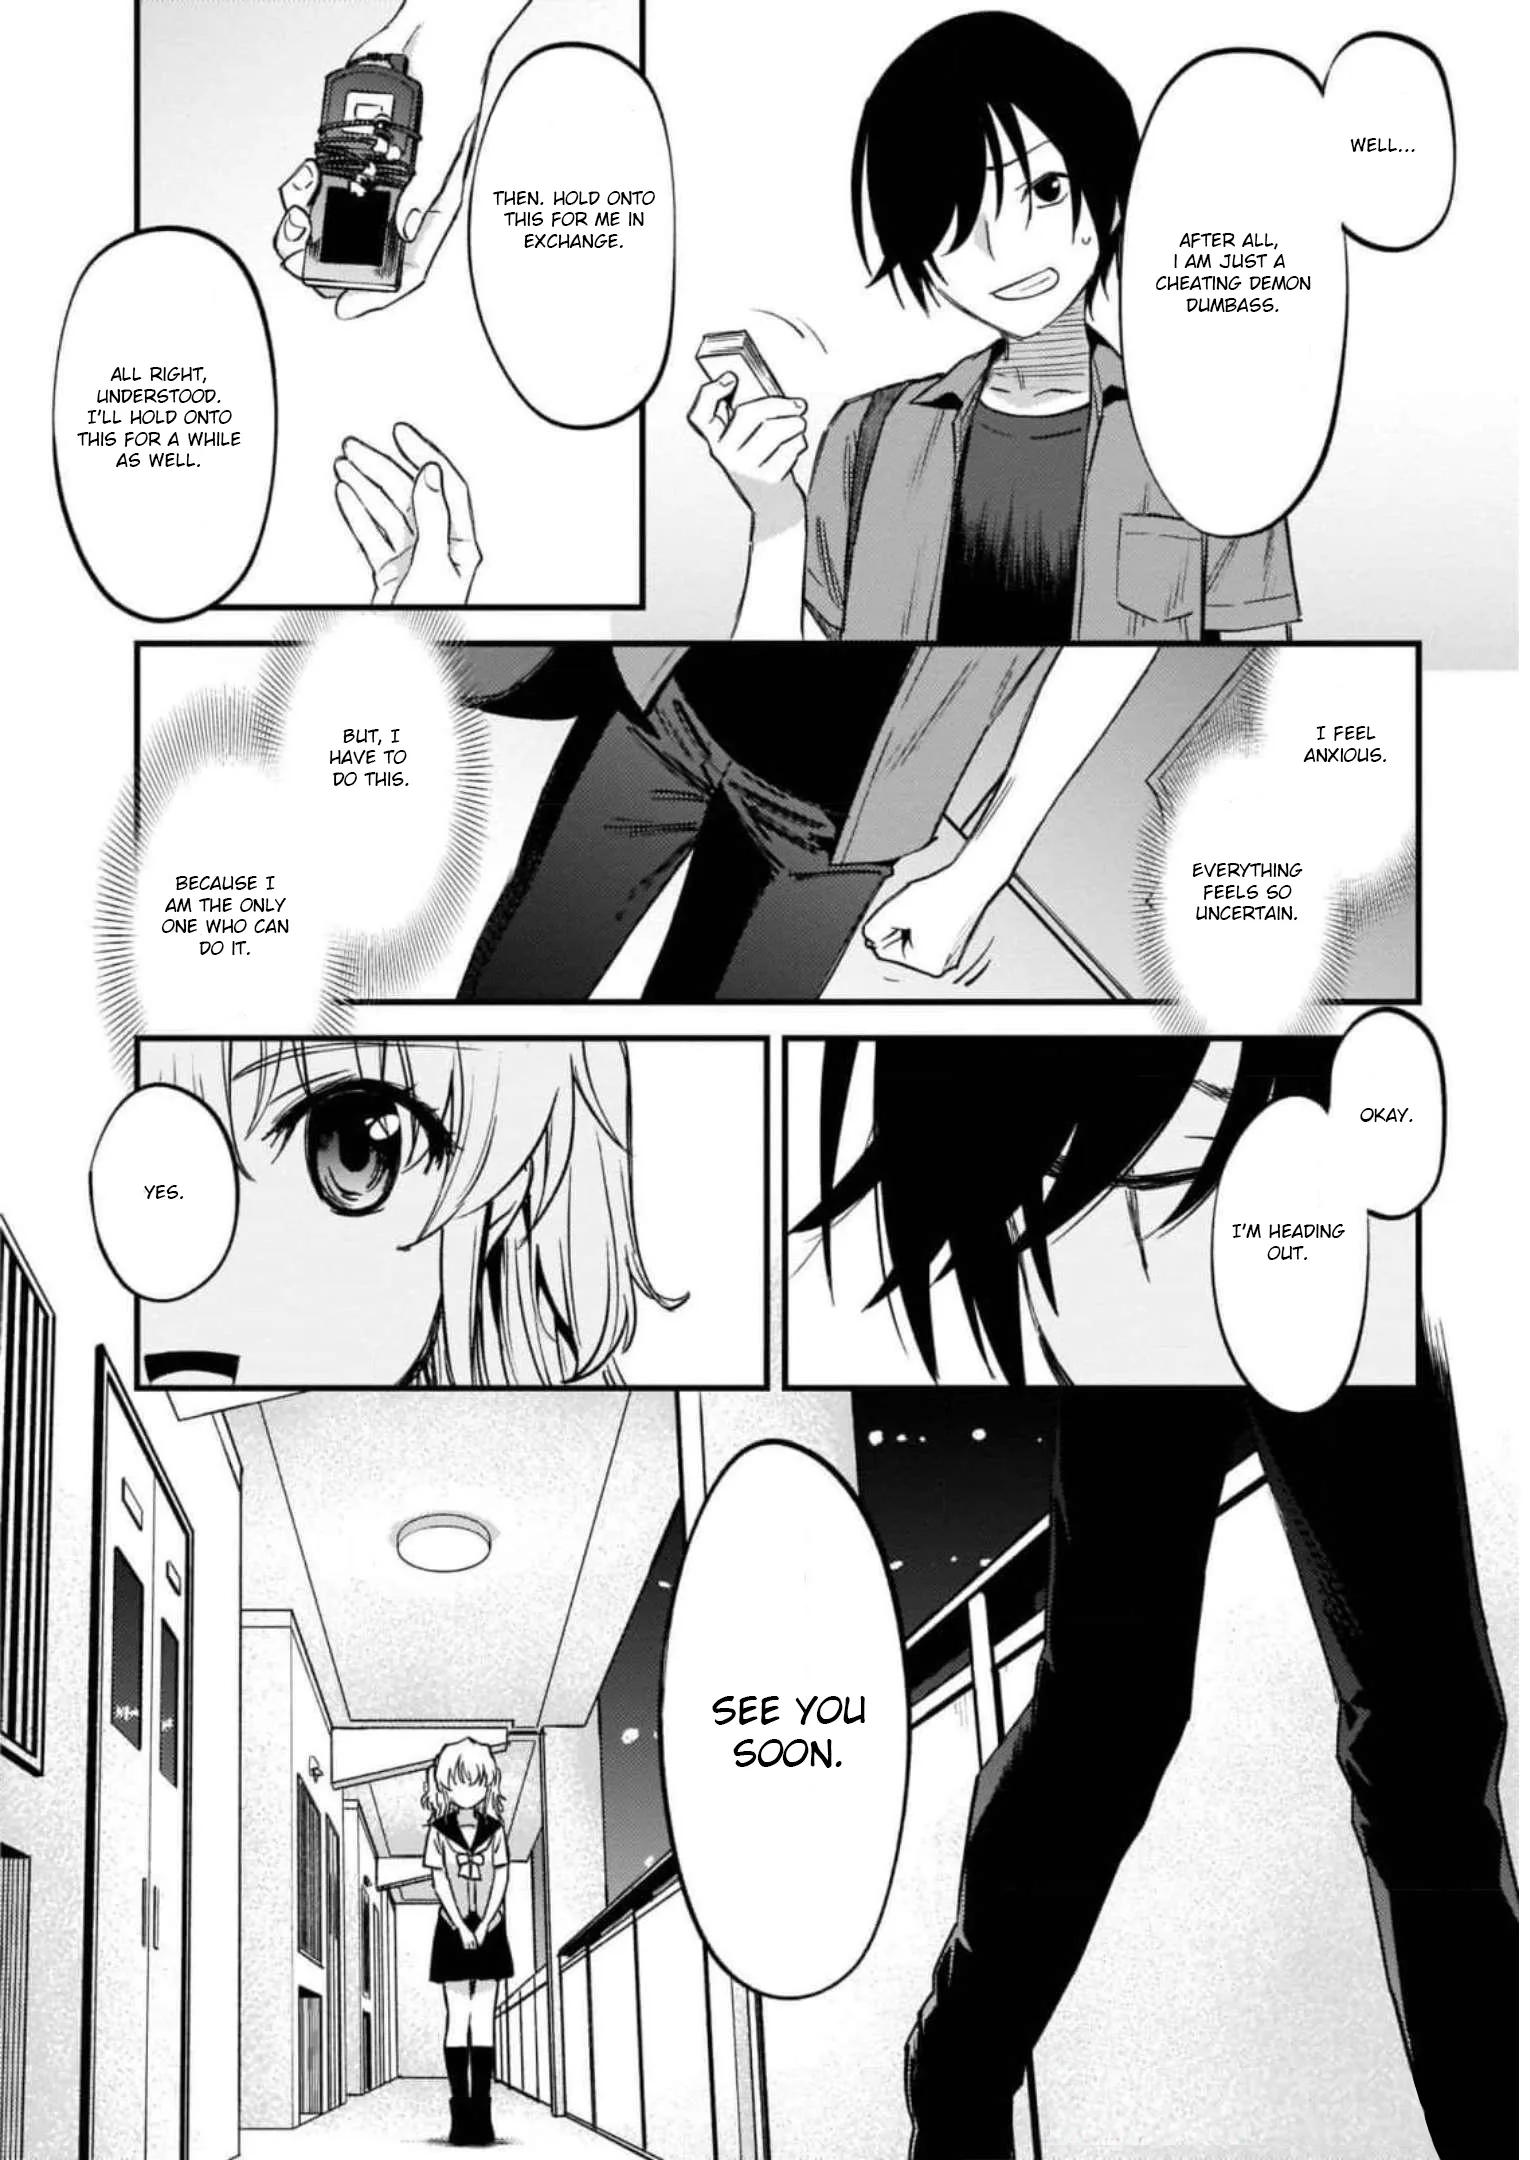 WELL...
AFTER ALL,
I AM JUST A
CHEATING DEMON
DUMBASS.
THEN. HOLD ONTO
THIS FOR ME IN
EXCHANGE.
ALL RIGHT,
UNDERSTOOD.
I'LL HOLD ONTO
THIS FOR A WHILE
AS WELL.
I FEEL
ANXIOUS.
EVERYTHING
FEELS SO
UNCERTAIN.
BUT, I
HAVE TO
DO THIS.
BECAUSE I
AM THE ONLY
ONE WHO CAN
DO IT.
OKAY.
I'M HEADING
OUT.
YES.
SEE YOU
SOON.